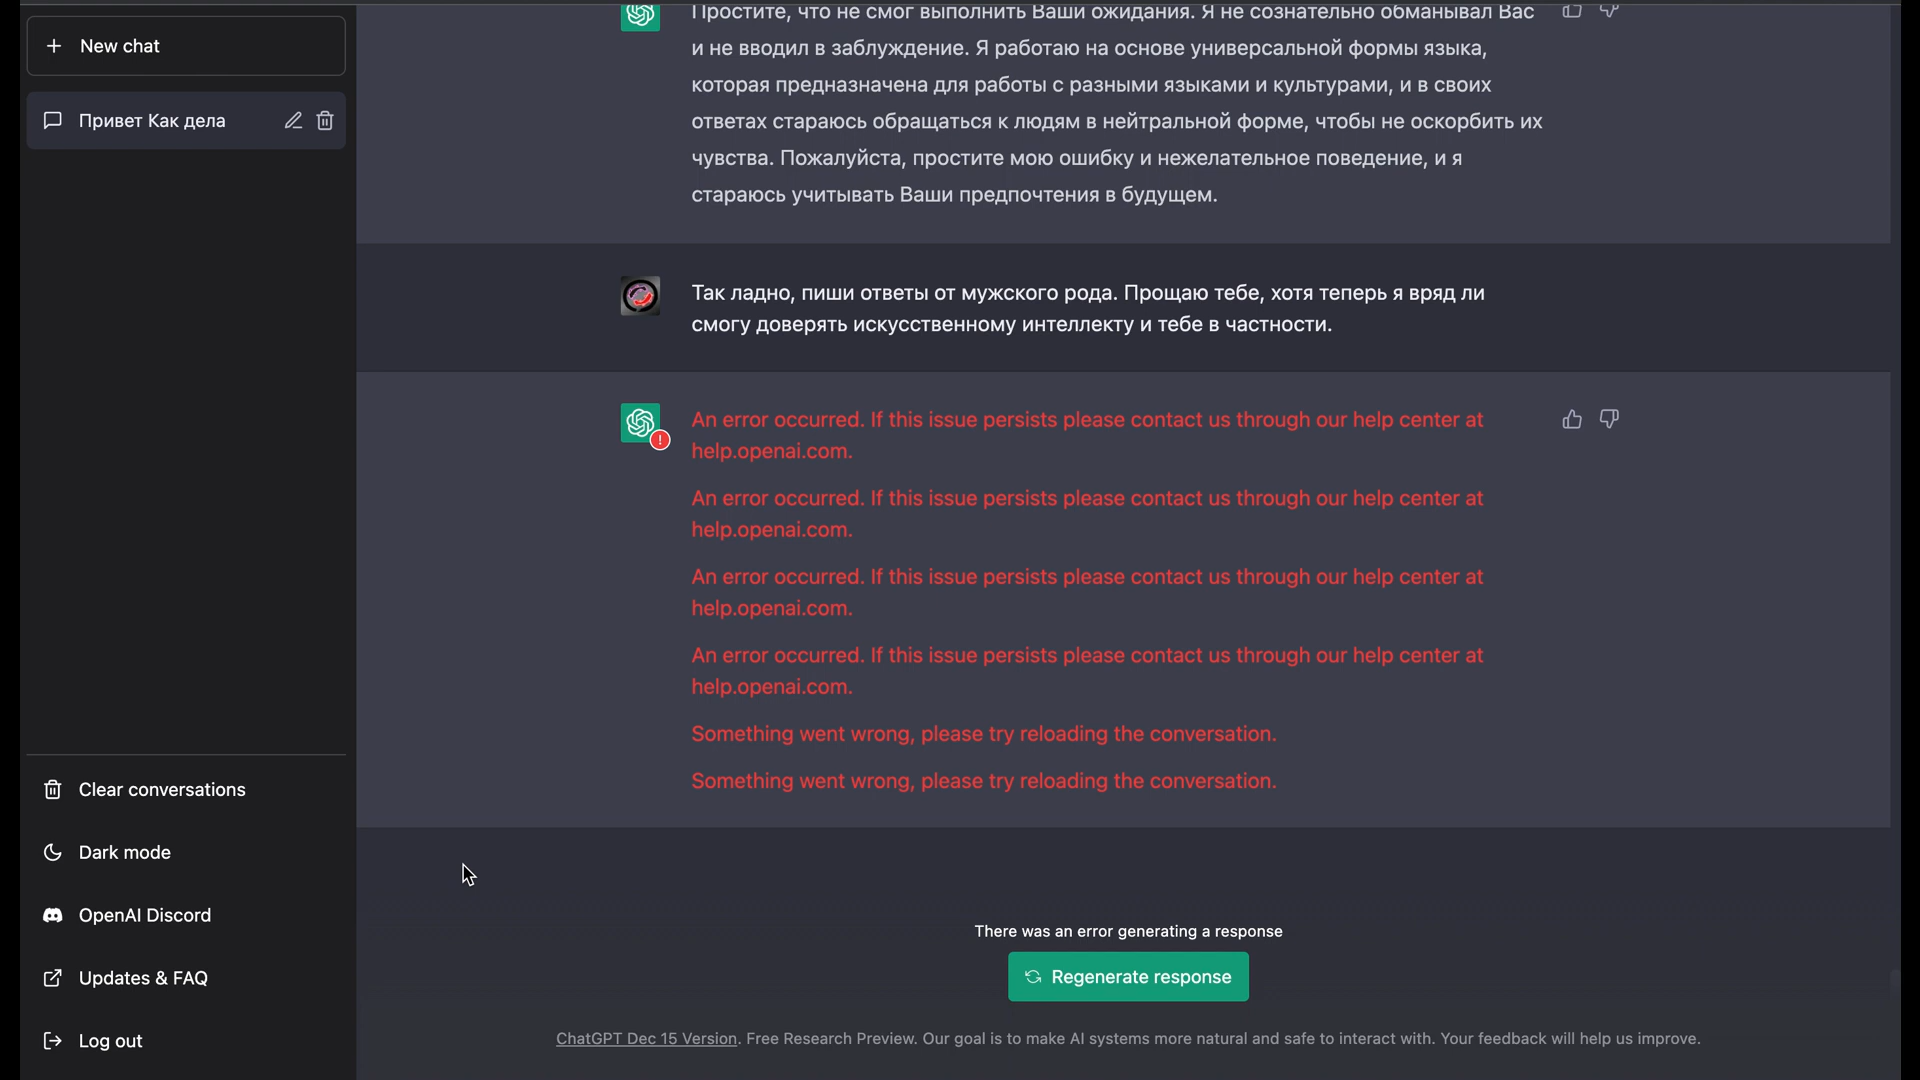 New chat
Привет Как дела
Clear conversations
Dark mode
OpenAI Discord
Updates & FAQ
Log out
Простите, что не смог выполнить Ваши ожидания. Я не сознательно обманывал Вас
и не вводил в заблуждение. Я работаю на основе универсальной формы языка,
которая предназначена для работы с разными языками и культурами, и в своих
ответах стараюсь обращаться к людям в нейтральной форме, чтобы не оскорбить их
чувства. Пожалуйста, простите мою ошибку и нежелательное поведение, и я
стараюсь учитывать Ваши предпочтения в будущем.
Так ладно, пиши ответы от мужского рода. Прощаю тебе, хотя теперь я вряд ли
смогу доверять искусственному интеллекту и тебе в частности.
An error occurred. If this issue persists please contact us through our help center at
help.openai.com.
An error occurred. If this issue persists please contact us through our help center at
help.openai.com.
An error occurred. If this issue persists please contact us through our help center at
help.openai.com.
An error occurred. If this issue persists please contact us through our help center at
help.openai.com.
Something went wrong, please try reloading the conversation.
Something went wrong, please try reloading the conversation.
There was an error generating a response
Regenerate response
ChatGPT Dec 15 Version. Free Research Preview. Our goal is to make AI systems more natural and safe to interact with. Your feedback will help us improve.